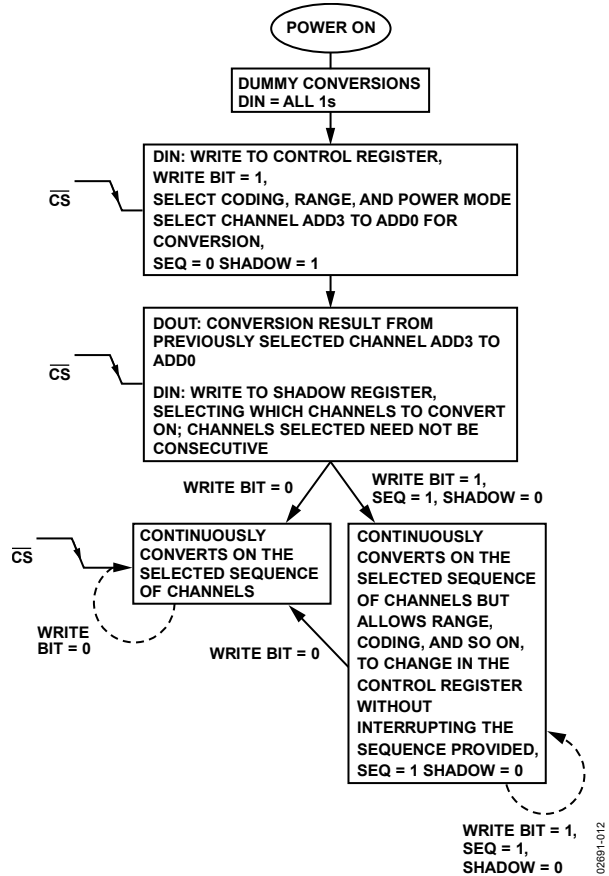 POWER ON
DUMMY CONVERSIONS
DIN = ALL 1s
CS
DIN: WRITE TO CONTROL REGISTER,
WRITE BIT = 1,
SELECT CODING, RANGE, AND POWER MODE
SELECT CHANNEL ADD3 TO ADD0 FOR
CONVERSION,
SEQ = 0 SHADOW = 1
CS
DOUT: CONVERSION RESULT FROM
PREVIOUSLY SELECTED CHANNEL ADD3 TO
ADD0
DIN: WRITE TO SHADOW REGISTER,
SELECTING WHICH CHANNELS TO CONVERT
ON; CHANNELS SELECTED NEED NOT BE
CONSECUTIVE
WRITE BIT = 0
WRITE BIT = 1,
SEQ = 1, SHADOW = 0
CS
CONTINUOUSLY
CONVERTS ON THE
SELECTED SEQUENCE
OF CHANNELS
WRITE
BIT = 0
WRITE BIT = 0
CONTINUOUSLY
CONVERTS ON THE
SELECTED SEQUENCE
OF CHANNELS BUT
ALLOWS RANGE,
CODING, AND SO ON,
TO CHANGE IN THE
CONTROL REGISTER
WITHOUT
INTERRUPTING THE
SEQUENCE PROVIDED,
SEQ = 1 SHADOW = 0
WRITE BIT = 1,
SEQ = 1,
SHADOW = 0
02691-012